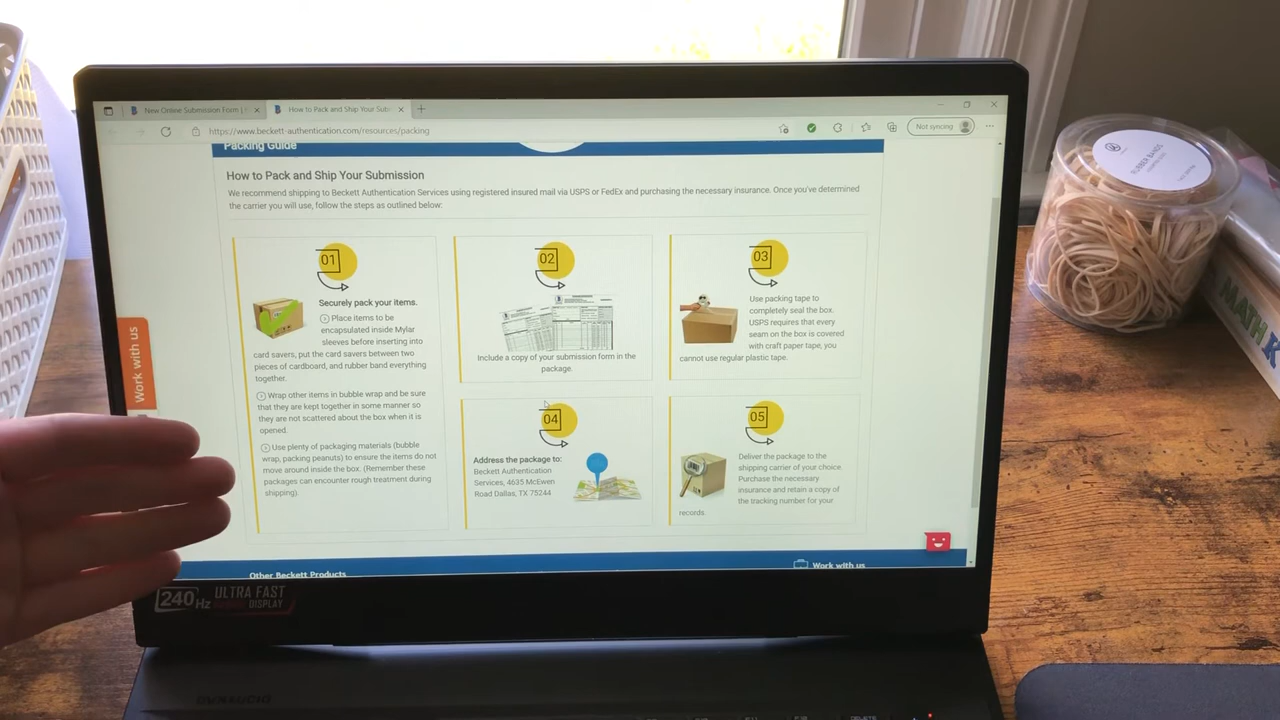 New Online Submission Form |
How to Pack and Ship Your Sub
https://www.beckett-authentication.com/resources/packing
Not syncing
Packing Guide
How to Pack and Ship Your Submission
We recommend shipping to Beckett Authentication Services using registered insured mail via USPS or FedEx and purchasing the necessary insurance. Once you've determined
the carrier you will use, follow the steps as outlined below:
01
Securely pack your items.
Place items to be
encapsulated inside Mylar
sleeves before inserting into
card savers, put the card savers between two
pieces of cardboard, and rubber band everything
together.
Wrap other items in bubble wrap and be sure
that they are kept together in some manner so
they are not scattered about the box when it is
opened.
Use plenty of packaging materials (bubble
wrap, packing peanuts) to ensure the items do not
move around inside the box. (Remember these
packages can encounter rough treatment during
shipping).
02
Include a copy of your submission form in the
package.
03
Use packing tape to
completely seal the box.
USPS requires that every
seam on the box is covered
with craft paper tape, you
cannot use regular plastic tape.
04
Address the package to:
Beckett Authentication
Services, 4635 McEwen
Road Dallas, TX 75244
05
Deliver the package to the
shipping carrier of your choice.
Purchase the necessary
insurance and retain a copy of
the tracking number for your
records.
Work with us
Other Beckett Products
Work with us
240Hz ULTRA FAST
DISPLAY
RUBBER BANDS
DELETE